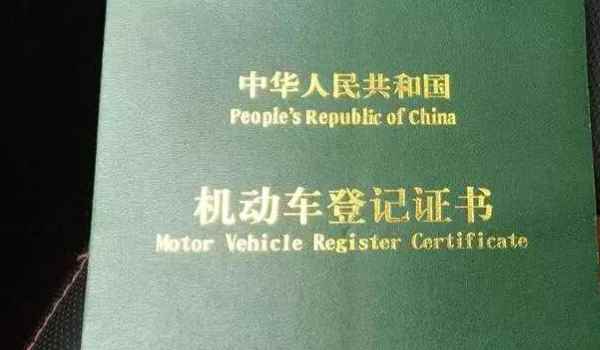 中华人民共和国
People's Republic of China
机动车登记证书
Motor Vehicle Register Certificate